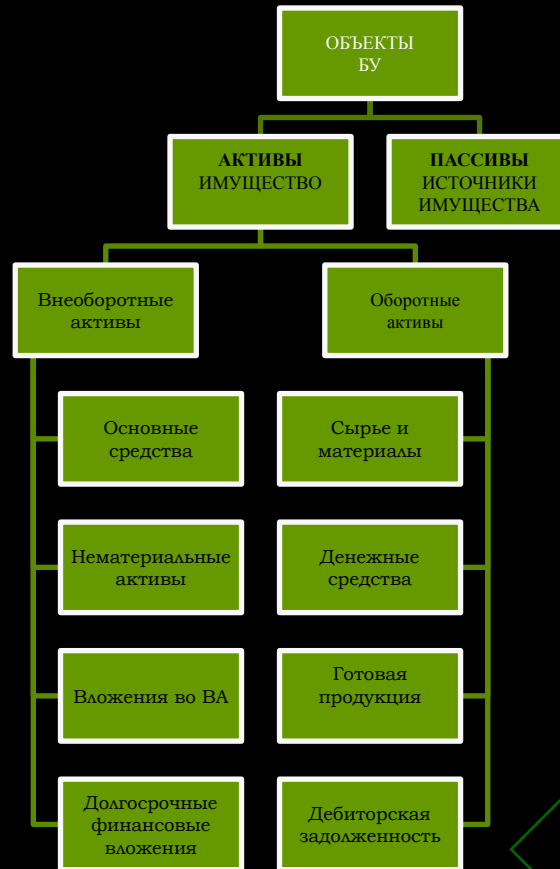 ОБЪЕКТЫ
БУ
АКТИВЫ
ИМУЩЕСТВО
ПАССИВЫ
ИСТОЧНИКИ
ИМУЩЕСТВА
Внеоборотные
активы
Оборотные
активы
Основные
средства
Сырье и
материалы
Нематериальные
активы
Денежные
средства
Вложения во ВА
Готовая
продукция
Долгосрочные
финансовые
вложения
Дебиторская
задолженность